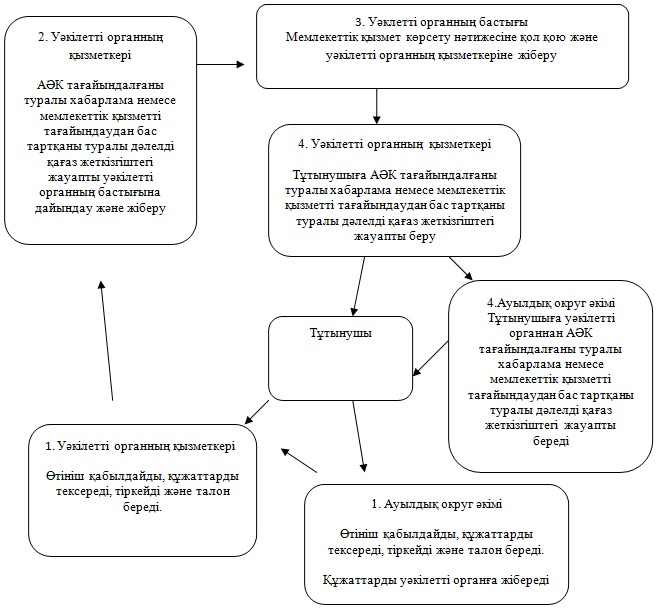 2. Уәкілетті органның
қызметкері
АӘК тағайындалғаны
туралы хабарлама немесе
мемлекеттік қызметті
тағайындаудан бас
тартқаны туралы дәлелді
қағаз жеткізгіштегі
жауапты уәкілетті
органның бастығына
дайындау және жіберу
3. Уәклетті органның бастығы
Мемлекеттік қызмет көрсету нәтижесіне қол қою және
уәкілетті органның қызметкеріне жіберу
4. Уәкілетті органның қызметкері
Тұтынушыға АӘК тағайындалғаны
туралы хабарлама немесе мемлекеттік
қызметті тағайындаудан бас тартқаны
туралы дәлелді қағаз жеткізгіштегі
жауапты беру
Тұтынушы
4.Ауылдық округ әкімі
Тұтынушыға уәкілетті
органнан АӘК
тағайындалғаны туралы
хабарлама немесе
мемлекеттік қызметті
тағайындаудан бас тартқаны
туралы дәлелді қағаз
жеткізгіштегі жауапты
береді
1. Уәкілетті органның қызметкері
Өтініш қабылдайды, құжаттарды
тексереді, тіркейді және талон
береді.
1. Ауылдық округ әкімі
Өтініш қабылдайды, құжаттарды
тексереді, тіркейді және талон береді.
Құжаттарды уәкілетті органға жібереді